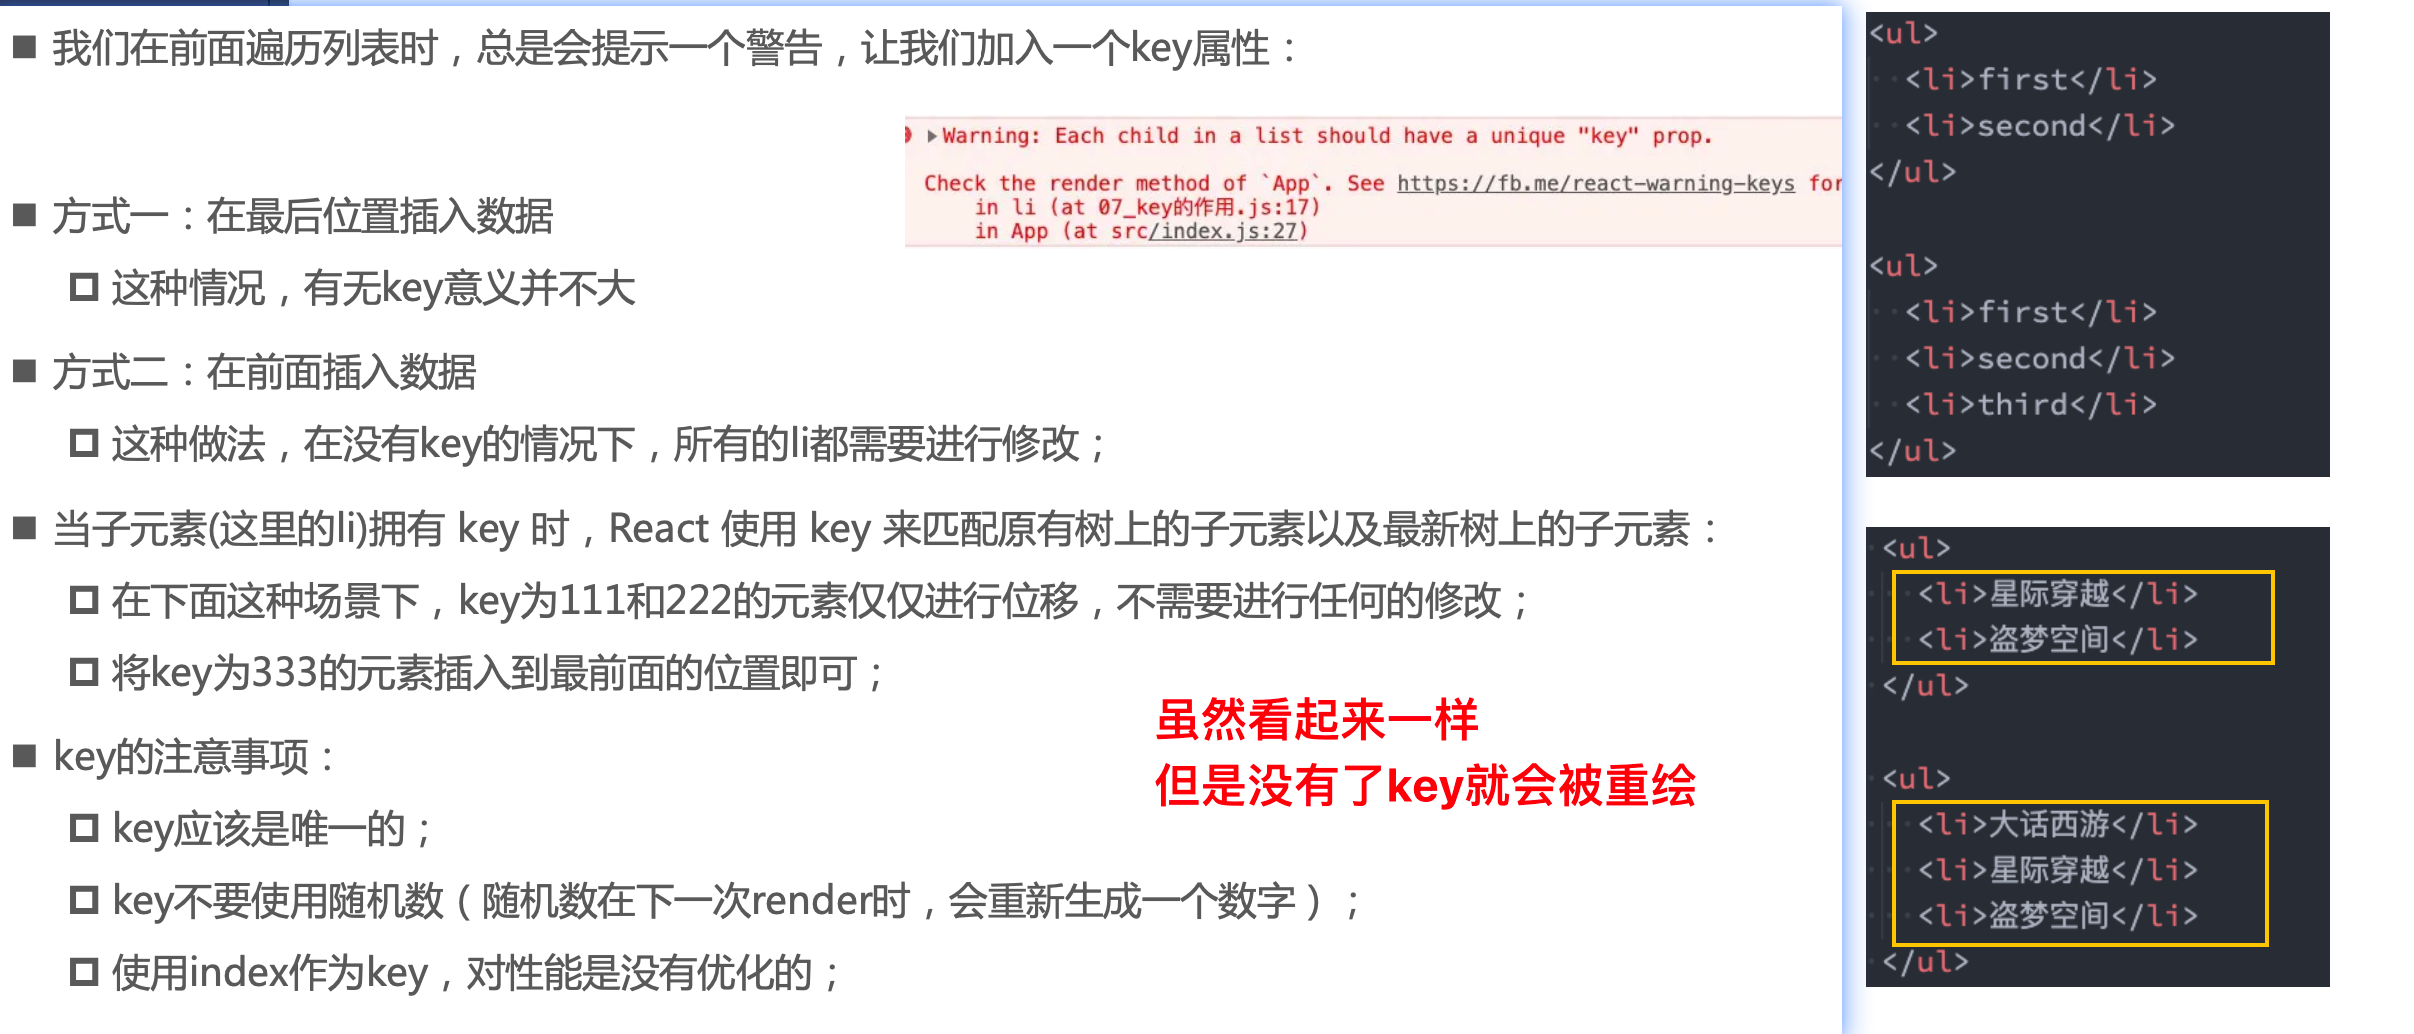 我们在前面遍历列表时，总是会提示一个警告，让我们加入一个key属性：
Warning: Each child in a list should have a unique "key" prop.
Check the render method of `App`. See https://fb.me/react-warning-keys for
in li (at 07_key的作用.js:17)
in App (at src/index.js:27)
方式一：在最后位置插入数据
这种情况，有无key意义并不大
方式二：在前面插入数据
这种做法，在没有key的情况下，所有的li都需要进行修改；
当子元素(这里的li)拥有 key 时，React 使用 key 来匹配原有树上的子元素以及最新树上的子元素：
在下面这种场景下，key为111和222的元素仅仅进行位移，不需要进行任何的修改；
将key为333的元素插入到最前面的位置即可；
虽然看起来一样
但是没有了key就会被重绘
key的注意事项：
key应该是唯一的；
key不要使用随机数（随机数在下一次render时，会重新生成一个数字）；
使用index作为key，对性能是没有优化的；
<ul>
<li>first</li>
<li>second</li>
</ul>
<ul>
<li>first</li>
<li>second</li>
<li>third</li>
</ul>
<ul>
<li>星际穿越</li>
<li>盗梦空间</li>
</ul>
<ul>
<li>大话西游</li>
<li>星际穿越</li>
<li>盗梦空间</li>
</ul>